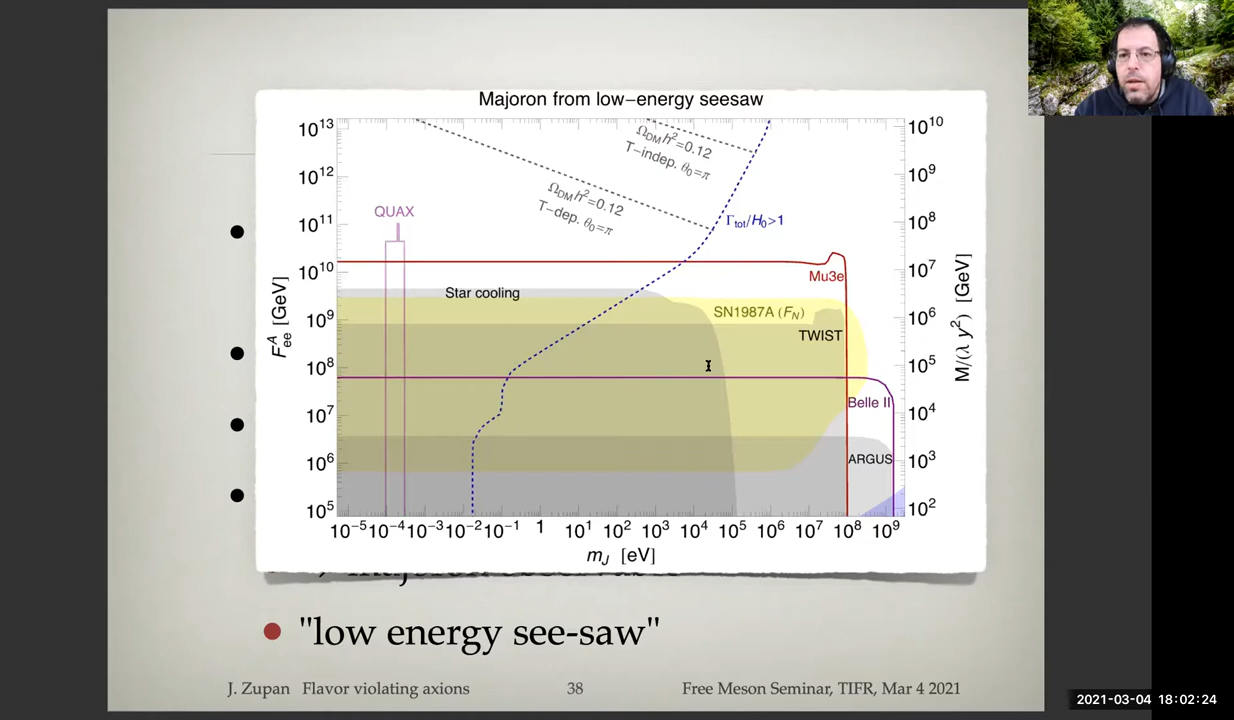 Majoron from low-energy seesaw
10^13
10^12
10^11
10^10
10^9
10^8
10^7
10^6
10^5
F^A_ee [GeV]
QUAX
Ω_DM h^2=0.12
T-dep. θ_0=π
Ω_DM h^2=0.12
T-indep. θ_0=π
Γ_tot/H_0>1
Star cooling
Mu3e
SN1987A (F_N)
TWIST
Belle II
ARGUS
10^10
10^9
10^8
10^7
10^6
10^5
10^4
10^3
10^2
M/(λ y^2) [GeV]
10^-5 10^-4 10^-3 10^-2 10^-1 1 10 10^2 10^3 10^4 10^5 10^6 10^7 10^8 10^9
m_J [eV]
• "low energy see-saw"
J. Zupan Flavor violating axions 38 Free Meson Seminar, TIFR, Mar 4 2021
2021-03-04 18:02:24